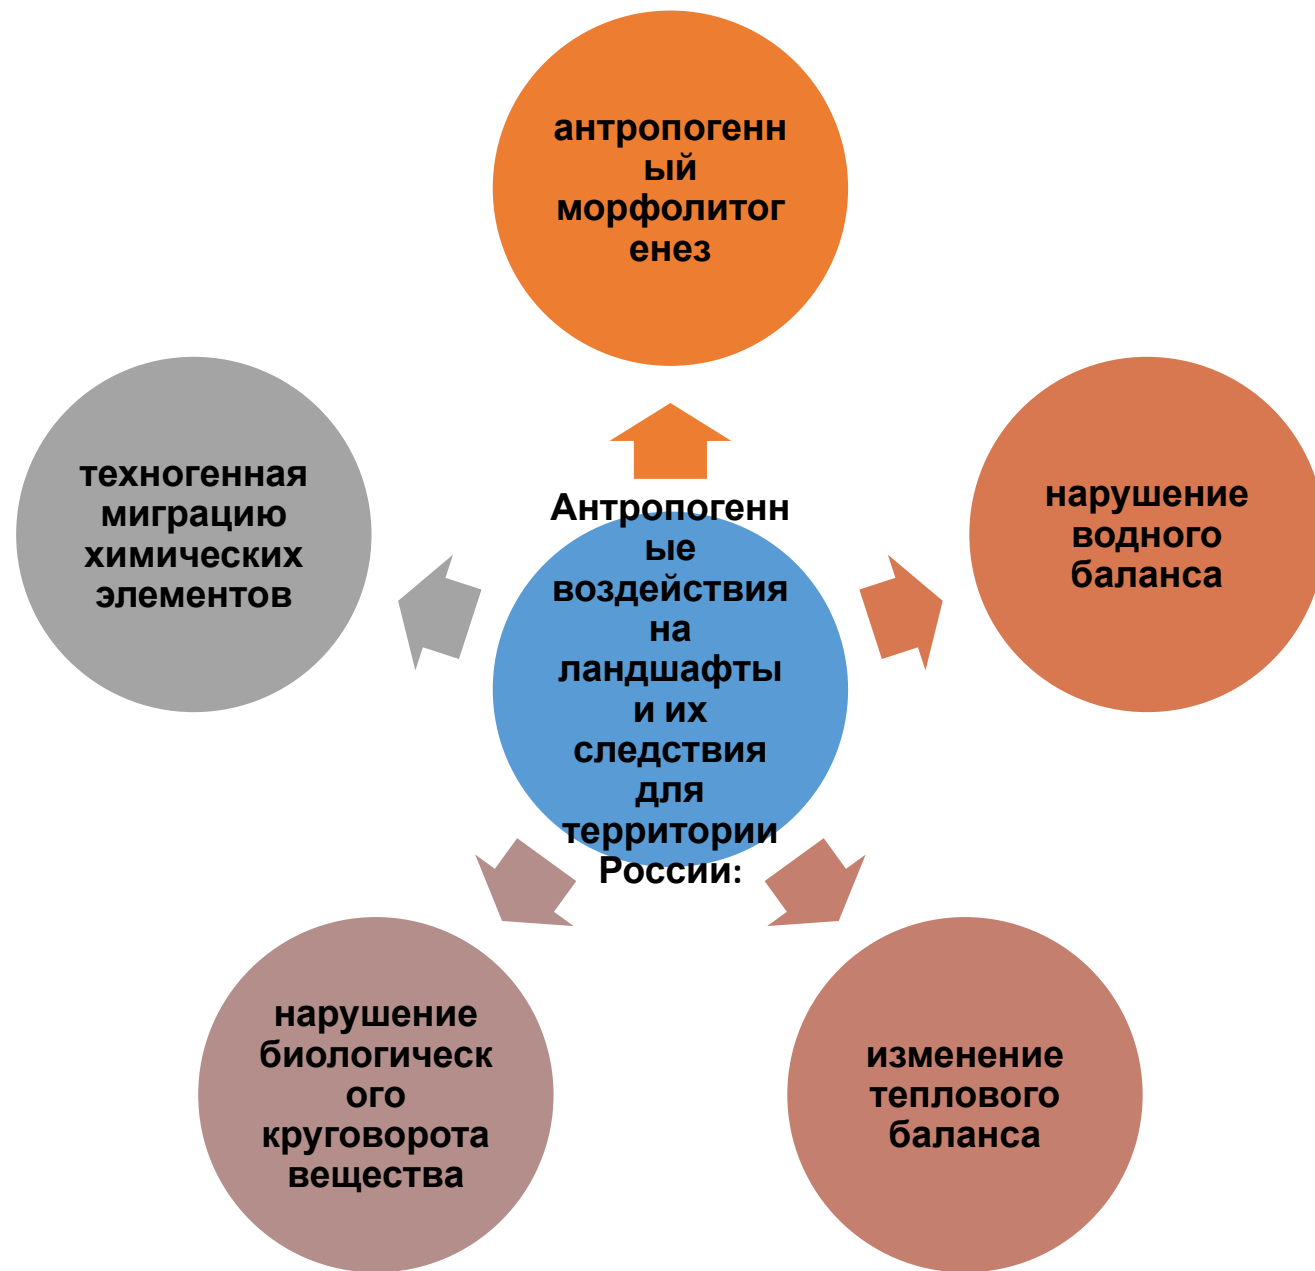 антропогенн
ый
морфолитог
енез
техногенная
миграцию
химических
элементов
Антропогенн
ые
воздействия
на
ландшафты
и их
следствия
для
территории
России:
нарушение
водного
баланса
нарушение
биологическ
ого
круговорота
вещества
изменение
теплового
баланса